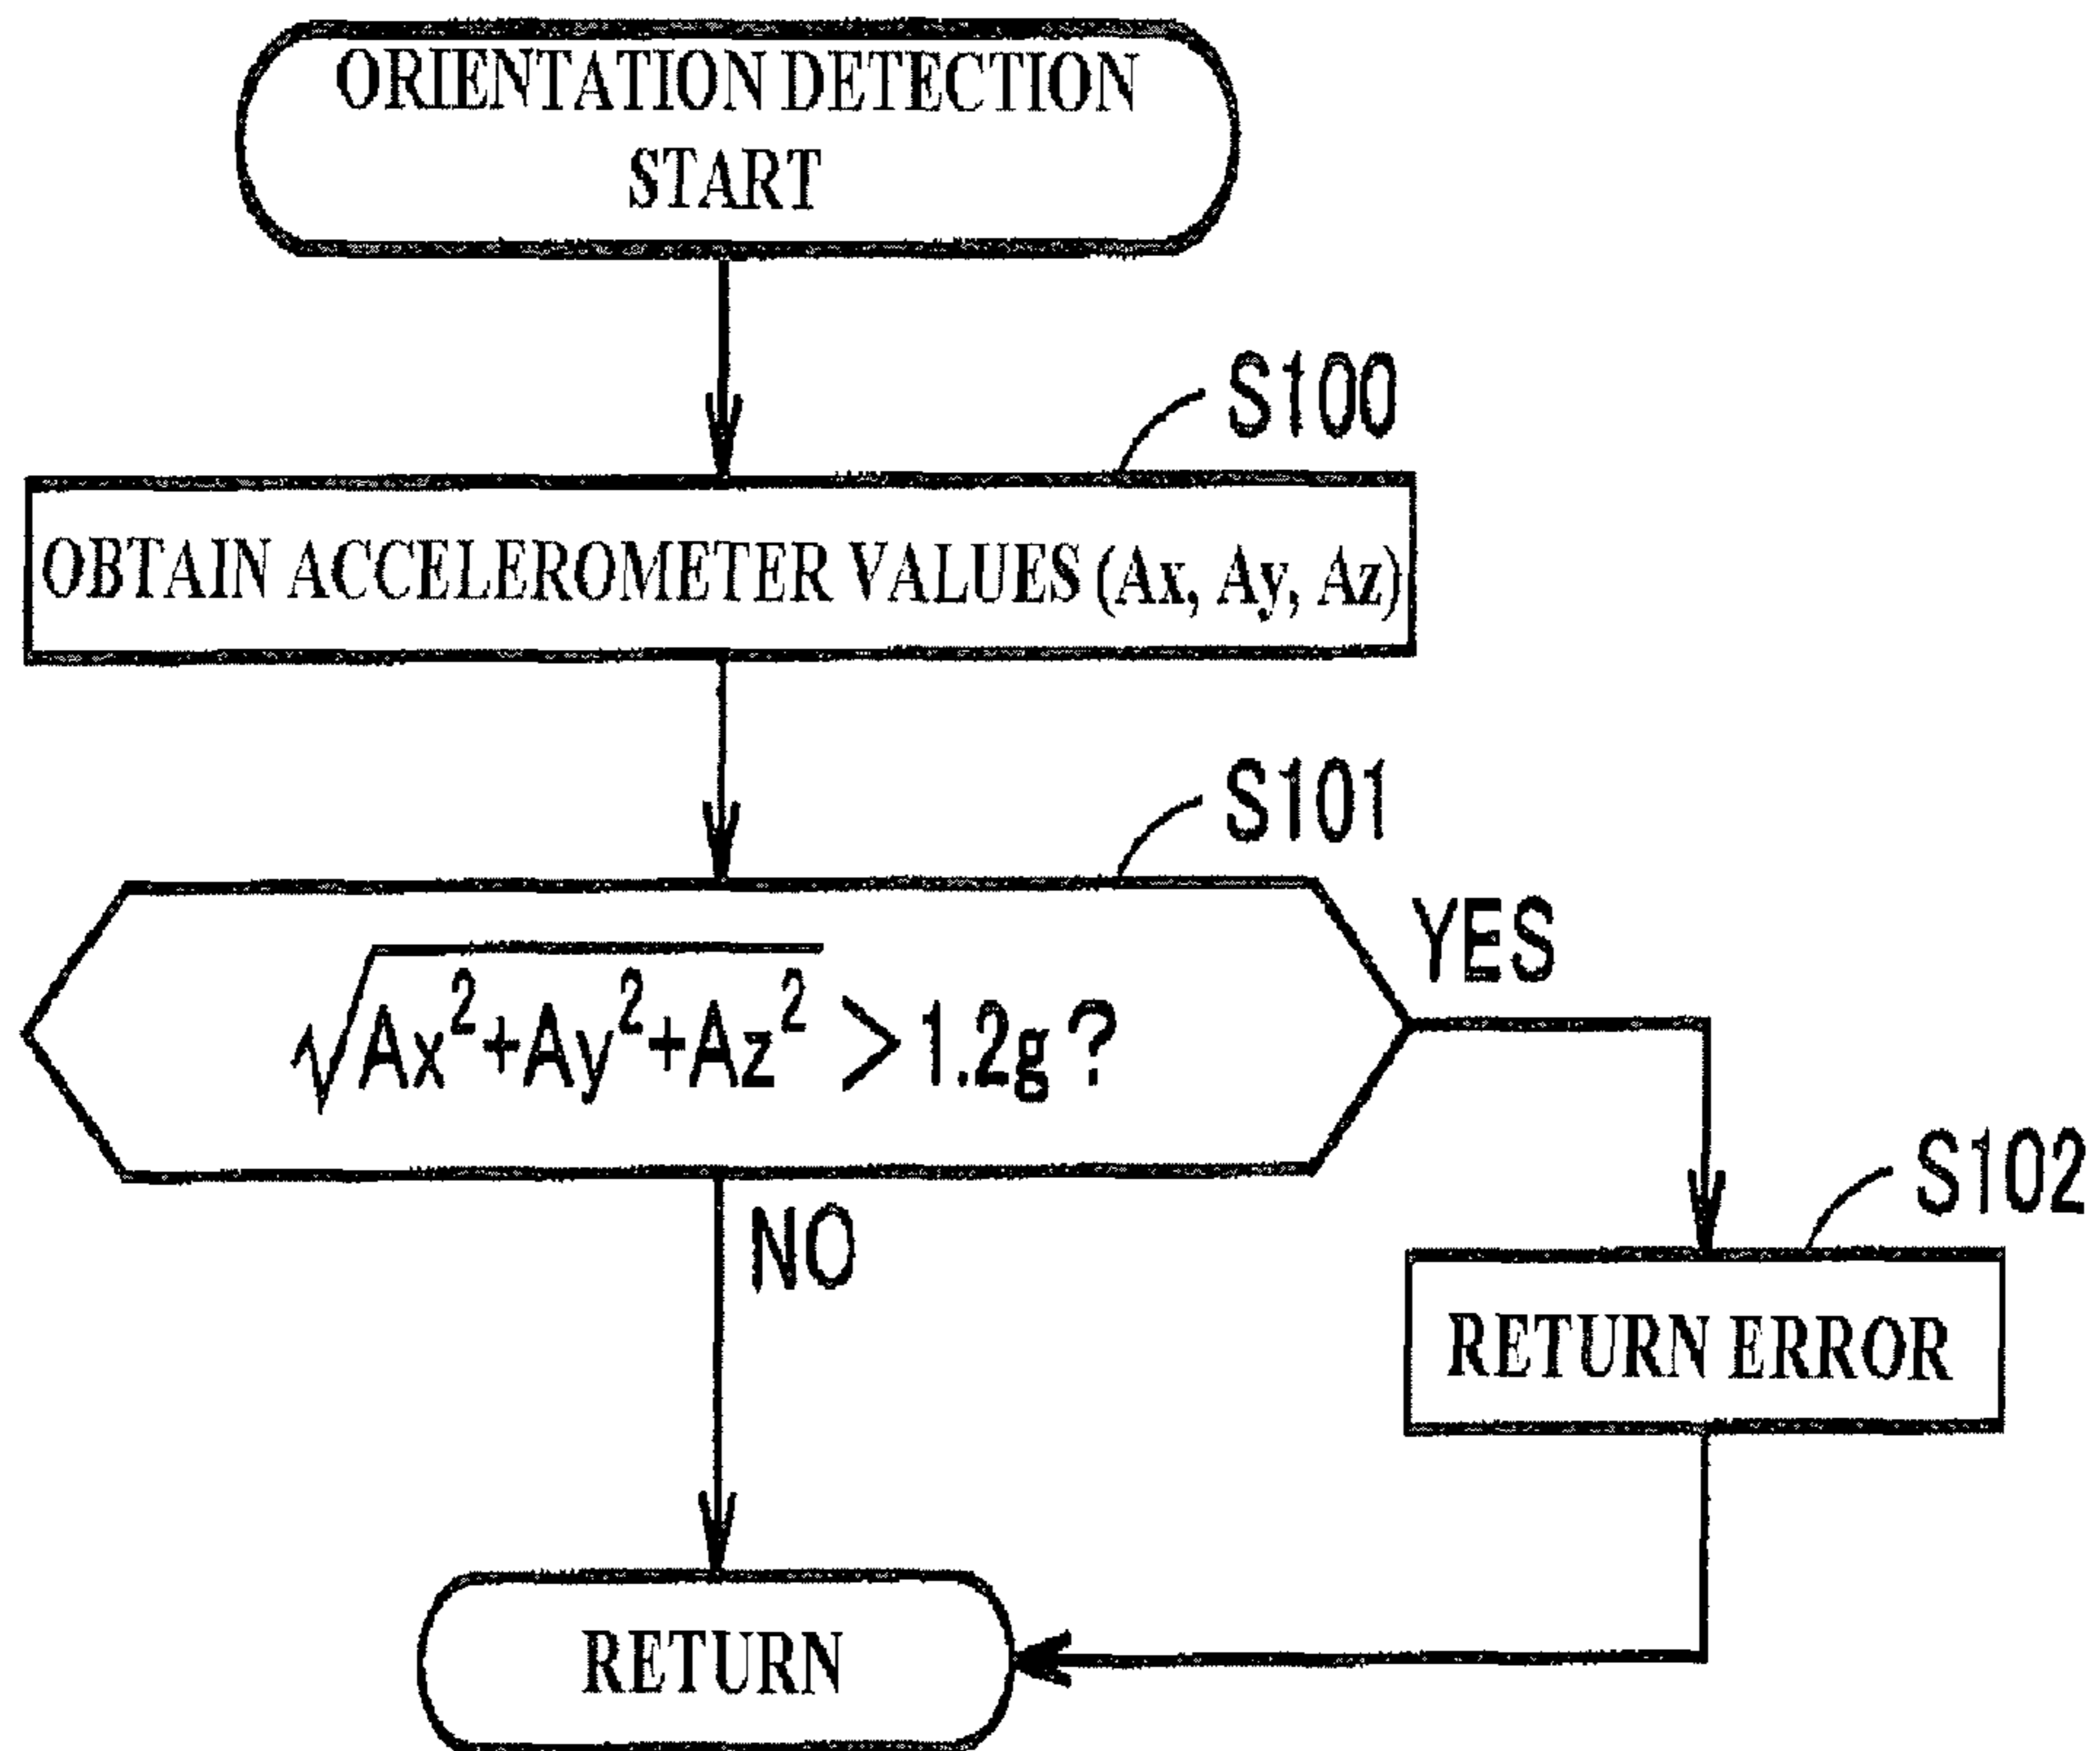 ORIENTATION DETECTION
START
S100
OBTAIN ACCELEROMETER VALUES (Ax, Ay, Az)
S101
√Ax²+Ay²+Az² > 1.2g?
YES
NO
S102
RETURN ERROR
RETURN